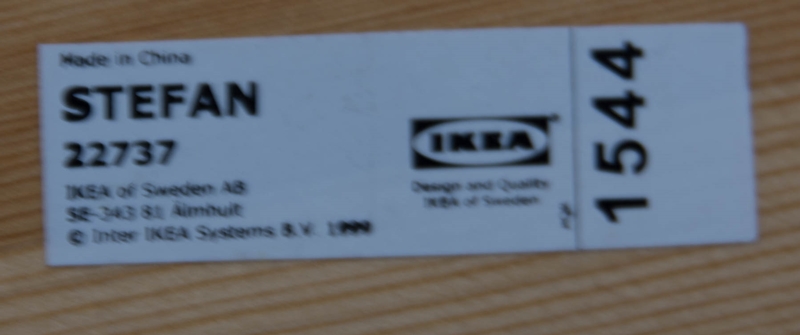 Made in China
STEFAN
22737
IKEA of Sweden AB
SE-343 81 Älmhult
© Inter IKEA Systems B.V. 1999
IKEA
Design and Quality
IKEA of Sweden
1544